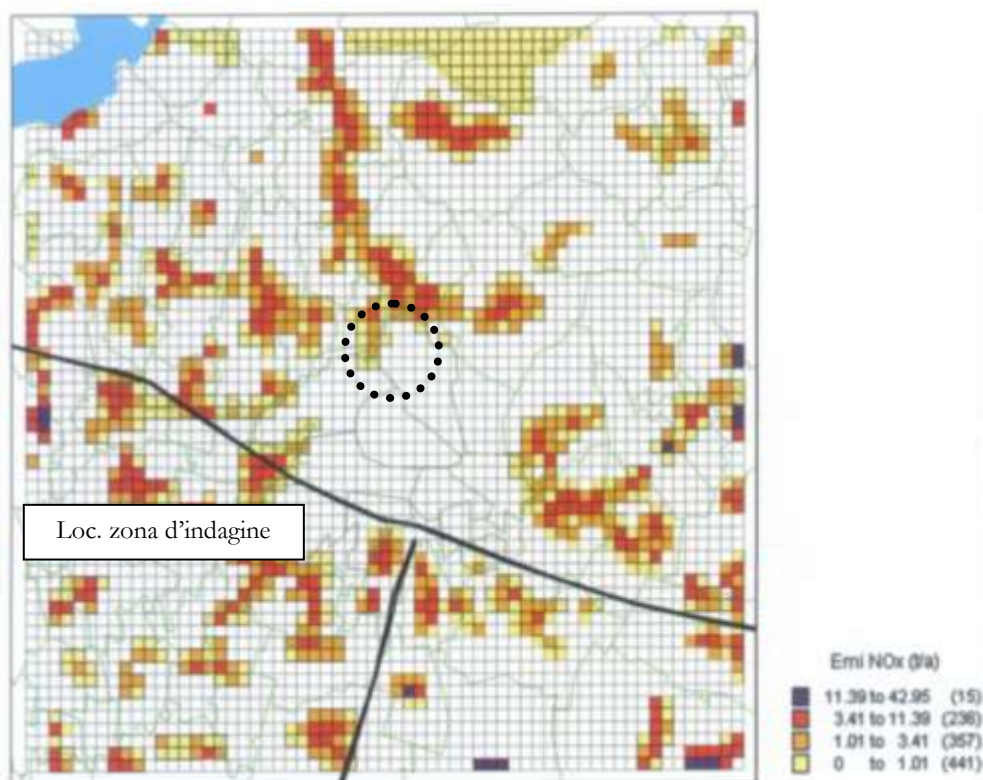 Loc. zona d'indagine
Emi NOx (t/a)
11.39 to 42.95 (15)
3.41 to 11.39 (236)
1.01 to 3.41 (357)
0 to 1.01 (441)